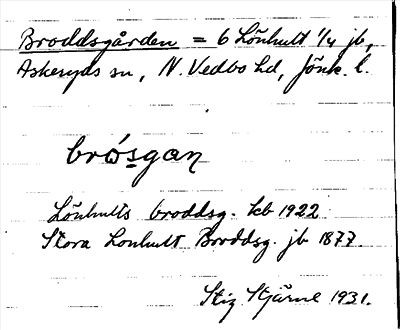 Broddsgården = 6 Lönhult 1/4 jb,
Askeryds sn, N. Vedbo hd, Jönk. l.
brósgan
Lönhults broddsg. kb 1922
Stora Lonhult Broddsg. jb 1877.
Stig Stjärne 1931.